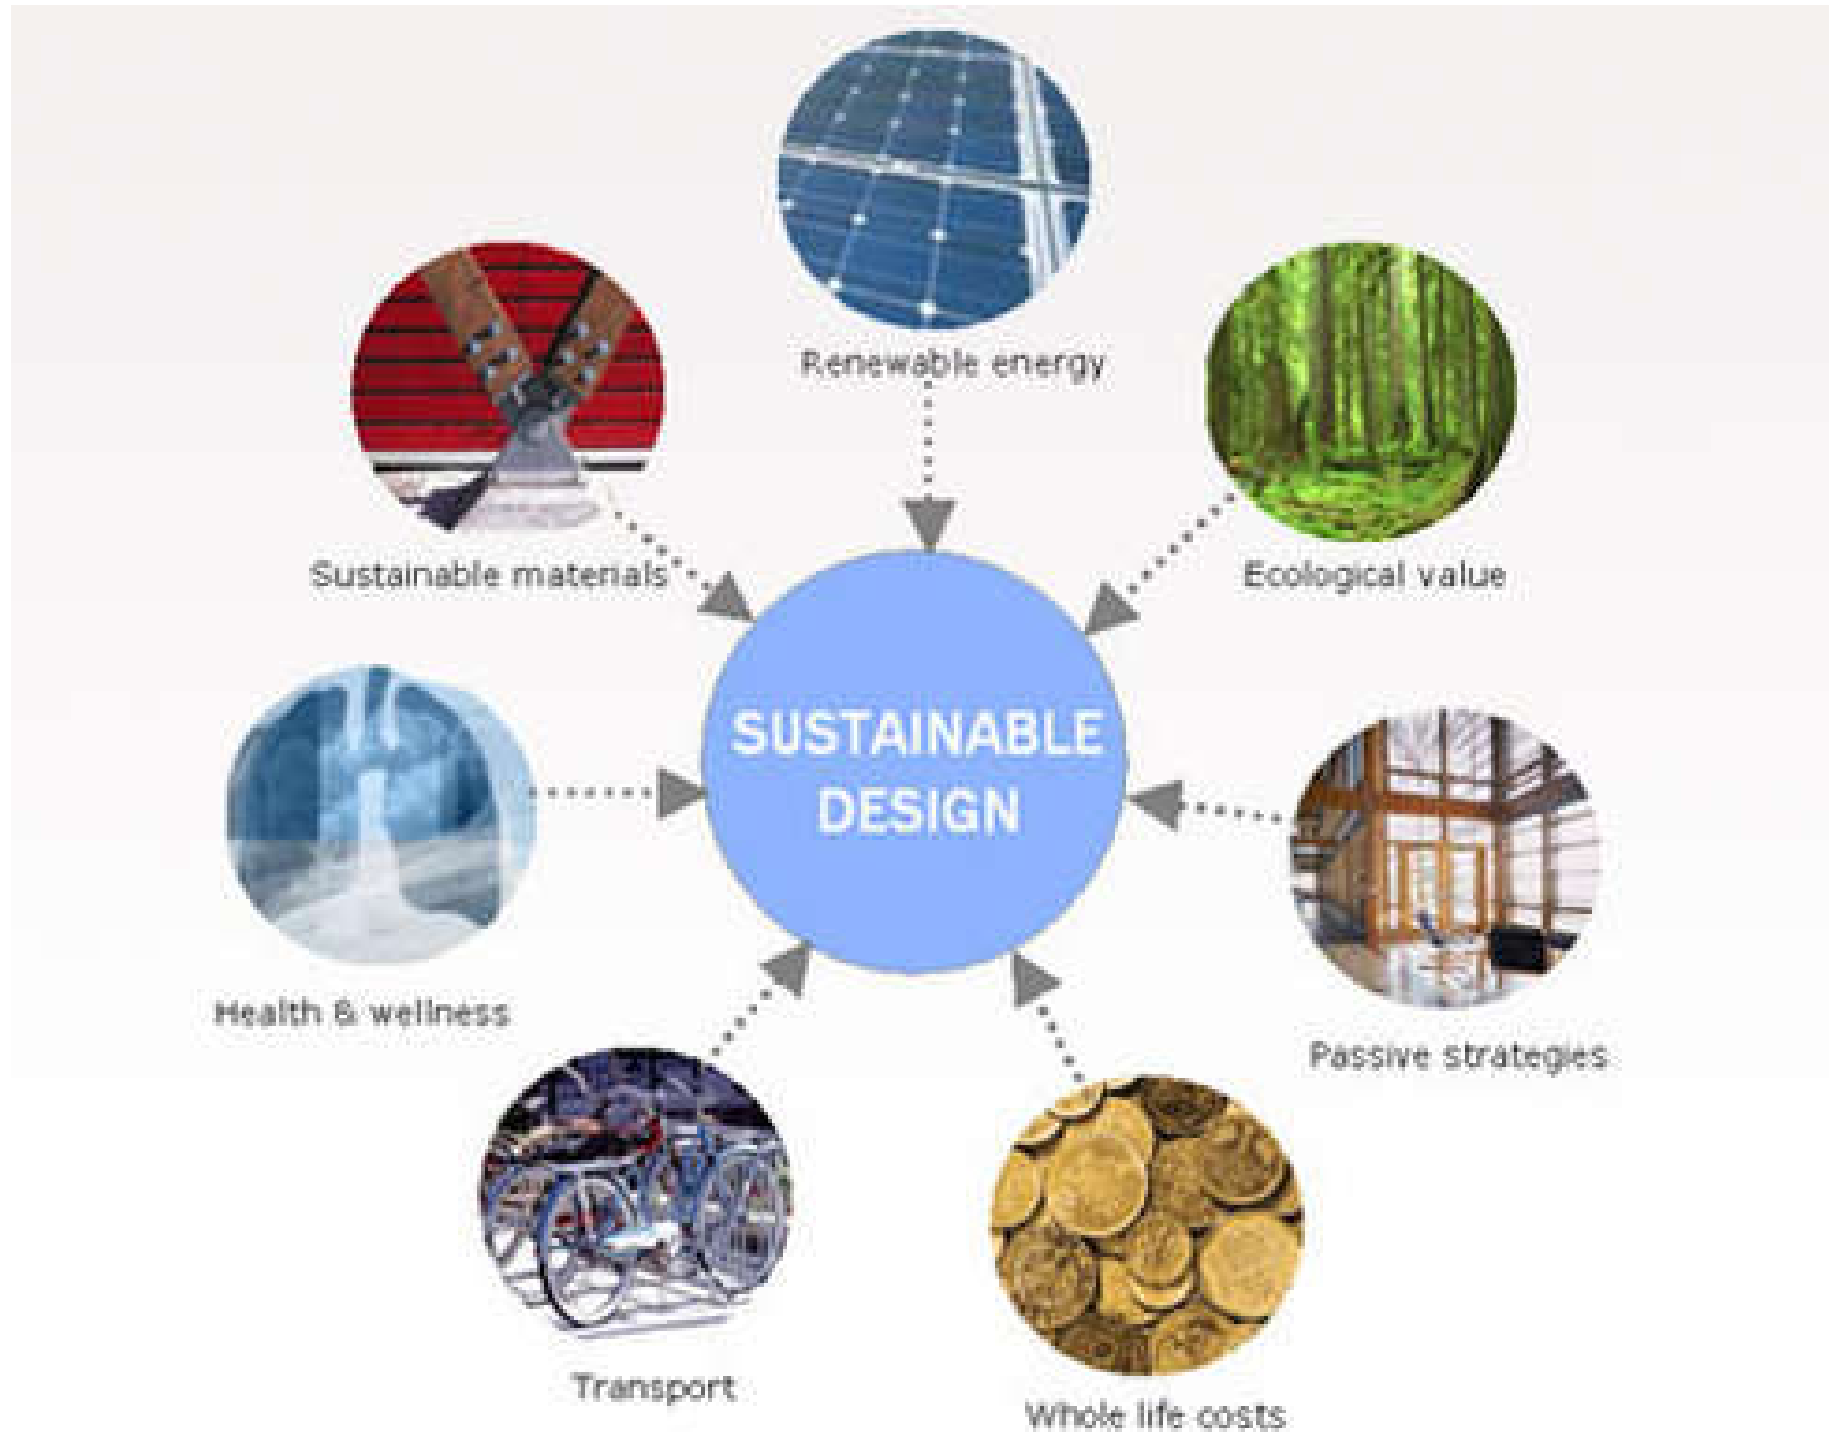 Renewable energy
Sustainable materials
Ecological value
SUSTAINABLE
DESIGN
Health & wellness
Passive strategies
Transport
Whole life costs